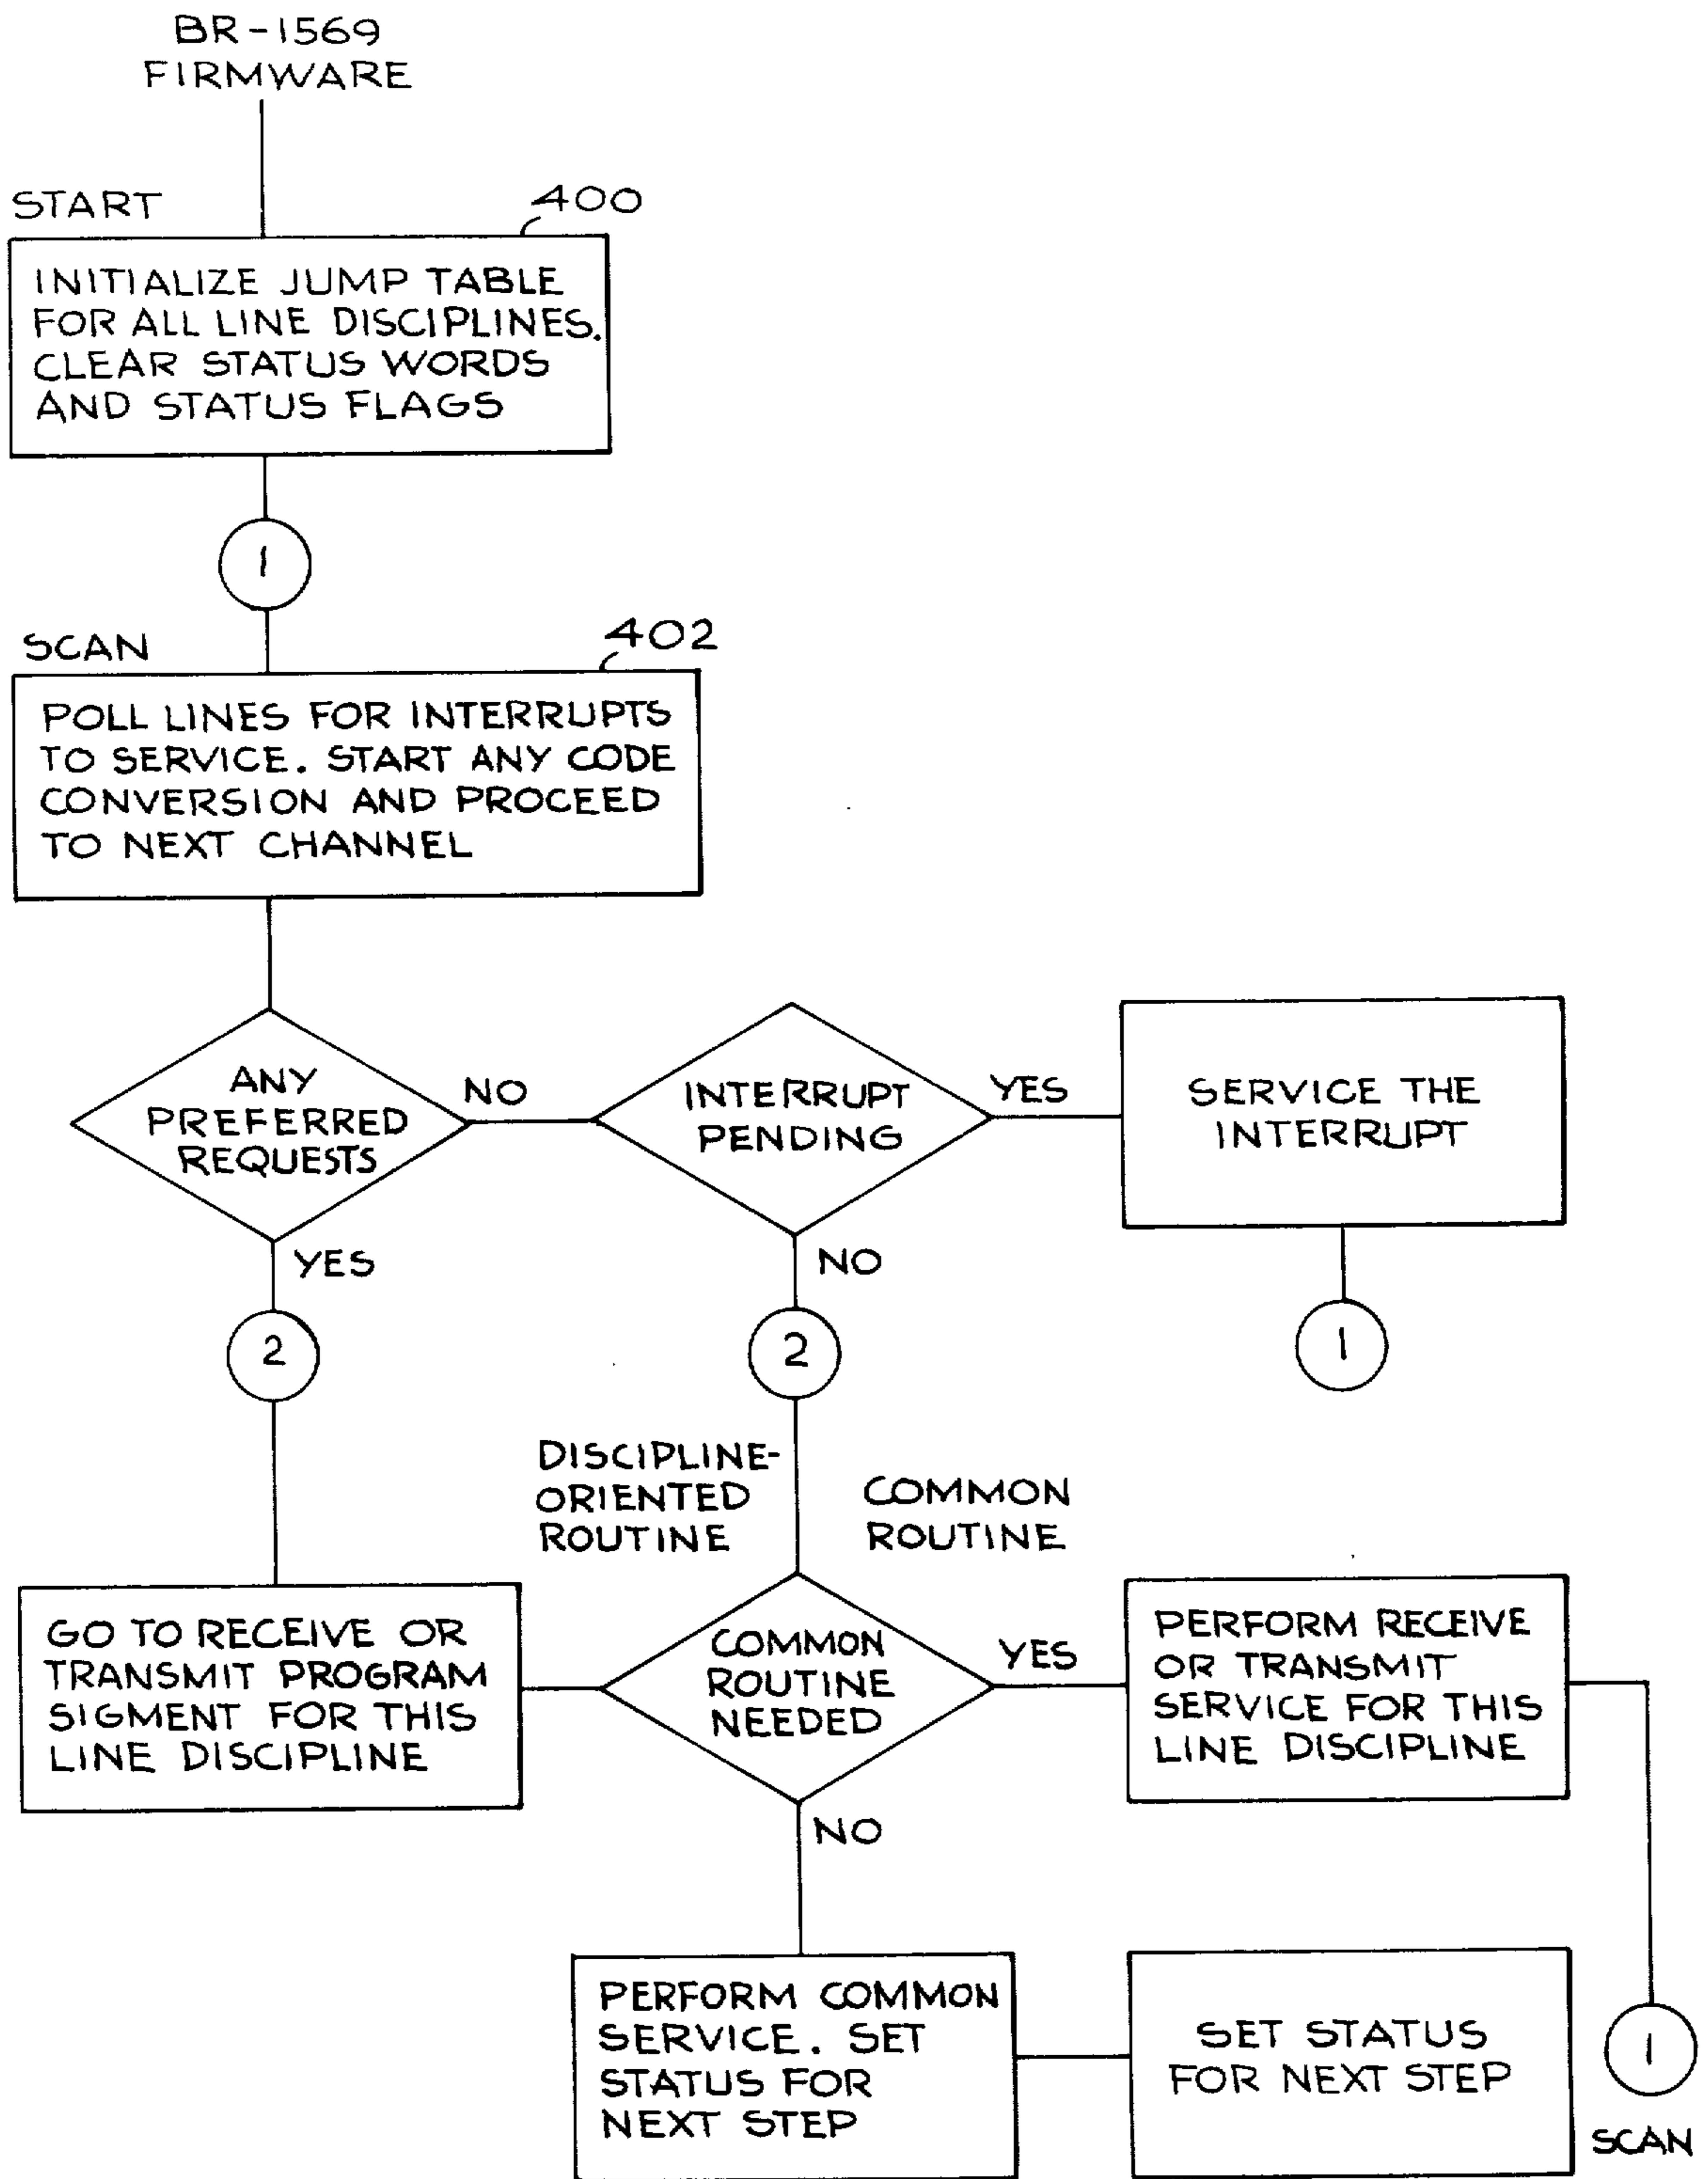 BR-1569
FIRMWARE
START
400
INITIALIZE JUMP TABLE
FOR ALL LINE DISCIPLINES.
CLEAR STATUS WORDS
AND STATUS FLAGS
1
SCAN
402
POLL LINES FOR INTERRUPTS
TO SERVICE. START ANY CODE
CONVERSION AND PROCEED
TO NEXT CHANNEL
ANY
PREFERRED
REQUESTS
NO
INTERRUPT
PENDING
YES
SERVICE THE
INTERRUPT
YES
NO
2
2
1
DISCIPLINE-
ORIENTED
ROUTINE
COMMON
ROUTINE
GO TO RECEIVE OR
TRANSMIT PROGRAM
SIGMENT FOR THIS
LINE DISCIPLINE
COMMON
ROUTINE
NEEDED
YES
PERFORM RECEIVE
OR TRANSMIT
SERVICE FOR THIS
LINE DISCIPLINE
NO
PERFORM COMMON
SERVICE. SET
STATUS FOR
NEXT STEP
SET STATUS
FOR NEXT STEP
1
SCAN